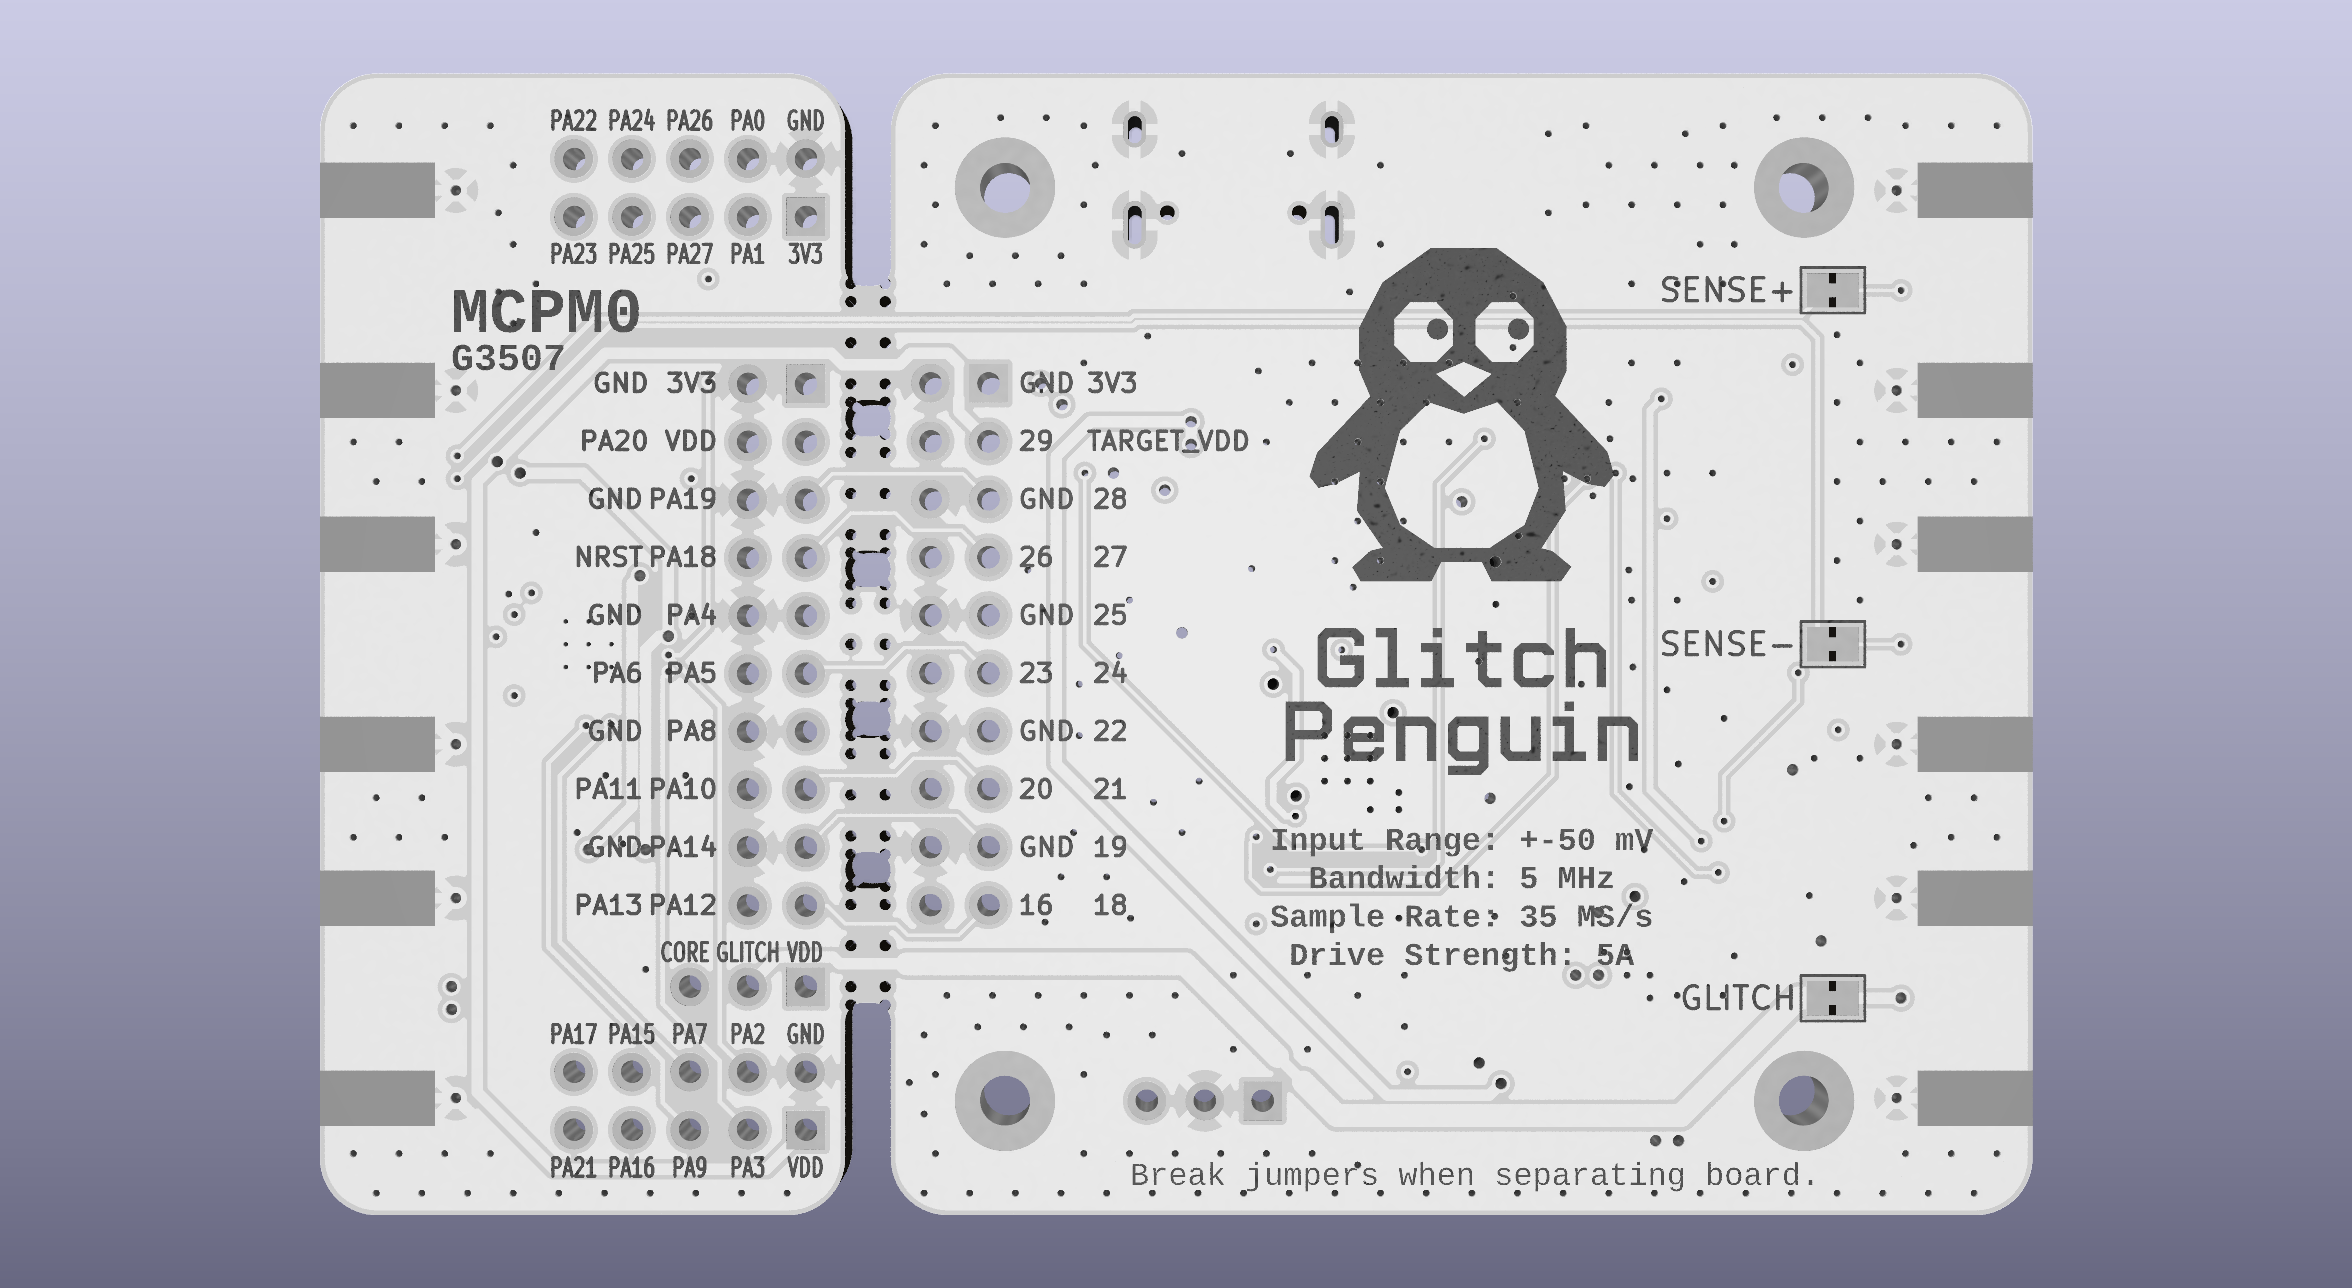 PA22 PA24 PA26 PA0 GND
PA23 PA25 PA27 PA1 3V3
MCPM0
G3507
GND 3V3
PA20 VDD
GND PA19
NRST PA18
GND PA4
PA6 PA5
GND PA8
PA11 PA10
GND PA14
PA13 PA12
CORE GLITCH VDD
PA17 PA15 PA7 PA2 GND
PA21 PA16 PA9 PA3 VDD
GND 3V3
29 TARGET_VDD
GND 28
26 27
GND 25
23 24
GND 22
20 21
GND 19
16 18
SENSE+
SENSE-
Glitch
Penguin
Input Range: +-50 mV
Bandwidth: 5 MHz
Sample Rate: 35 MS/s
Drive Strength: 5A
GLITCH
Break jumpers when separating board.